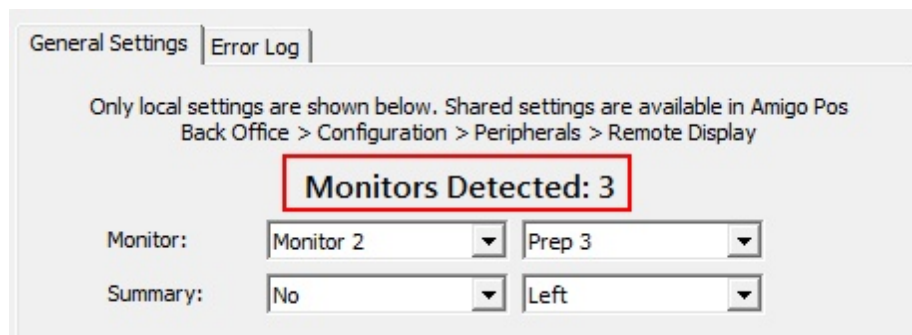 General Settings Error Log
Only local settings are shown below. Shared settings are available in Amigo Pos
Back Office > Configuration > Peripherals > Remote Display
Monitors Detected: 3
Monitor: Monitor 2 Prep 3
Summary: No Left